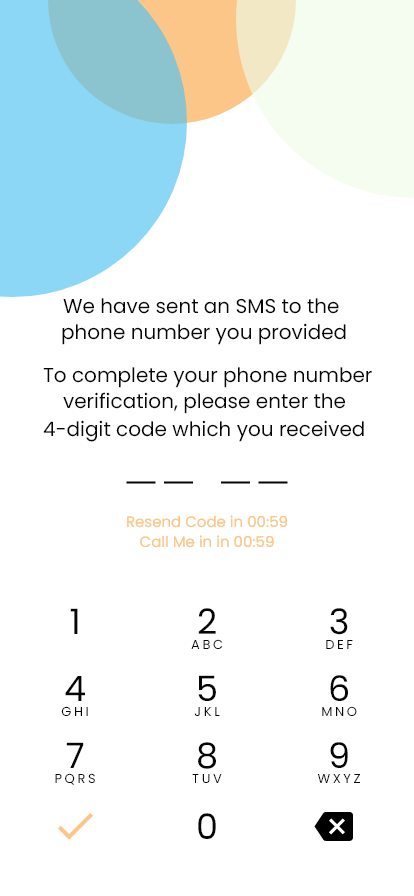 We have sent an SMS to the
phone number you provided
To complete your phone number
verification, please enter the
4-digit code which you received
Resend Code in 00:59
Call Me in in 00:59
1 2 3
ABC DEF
4 5 6
GHI JKL MNO
7 8 9
PQRS TUV WXYZ
0